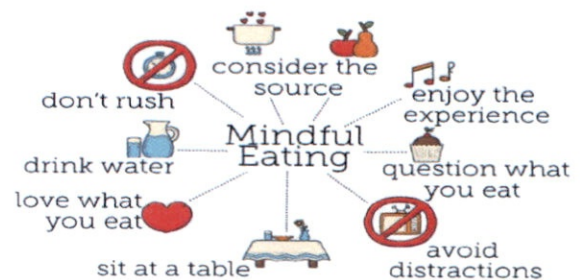 consider the
source
don't rush
enjoy the
experience
Mindful
Eating
drink water
question what
you eat
love what
you eat
sit at a table
avoid
distractions